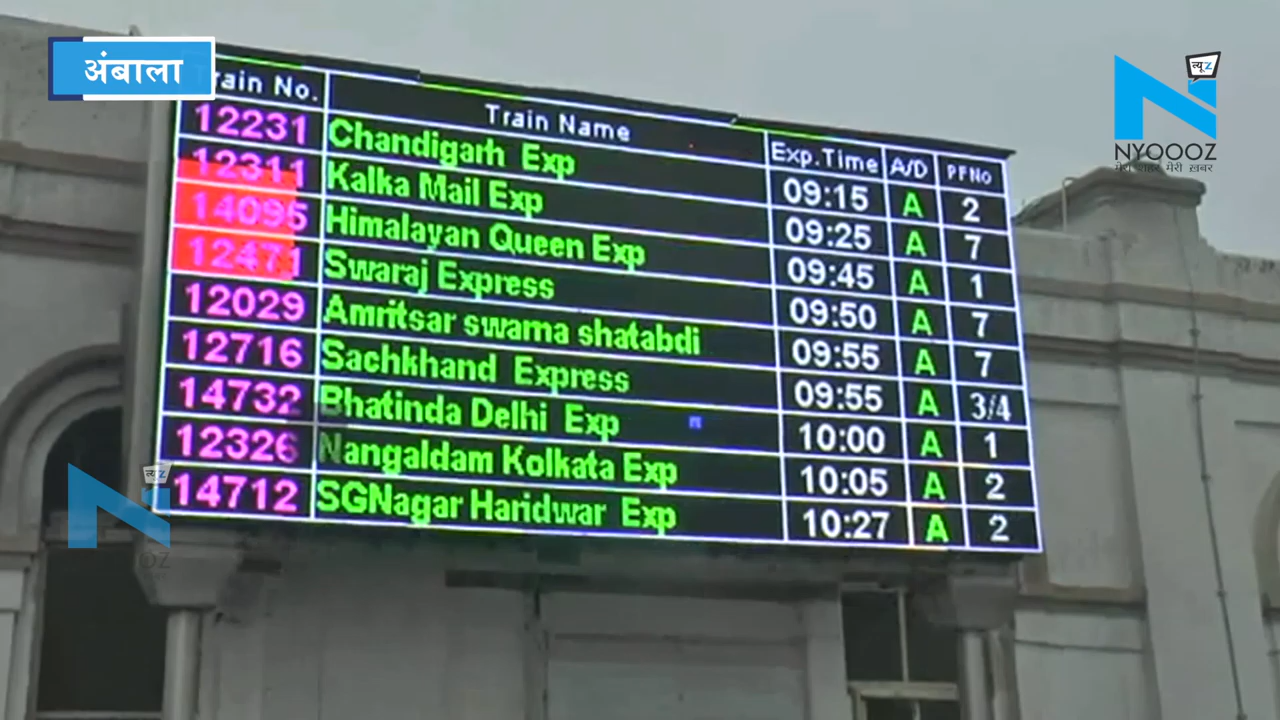 अंबाला
Train No. Train Name Exp.Time A/D PFNo
12231 Chandigarh Exp 09:15 A 2
12311 Kalka Mail Exp 09:25 A 7
14095 Himalayan Queen Exp 09:45 A 1
12471 Swaraj Express 09:50 A 7
12029 Amritsar swarna shatabdi 09:55 A 7
12716 Sachkhand Express 09:55 A 3/4
14732 Bhatinda Delhi Exp 10:00 A 1
12326 Nangaldam Kolkata Exp 10:05 A 2
14712 SGNagar Haridwar Exp 10:27 A 2
न्यूz
NYOOOZ
मेरा शहर मेरी ख़बर
न्यूz